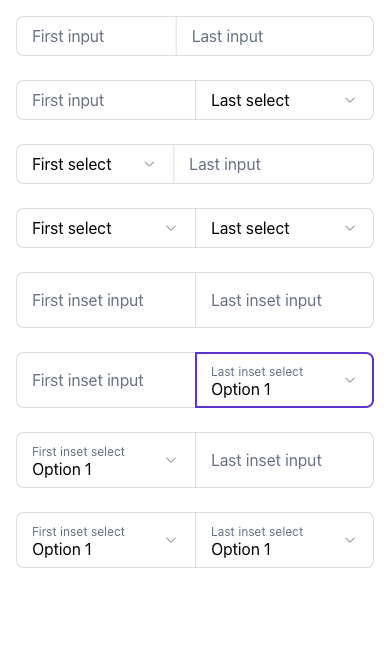 First input Last input
First input Last select
First select Last input
First select Last select
First inset input Last inset input
First inset input Last inset select
Option 1
First inset select
Option 1 Last inset input
First inset select Last inset select
Option 1 Option 1